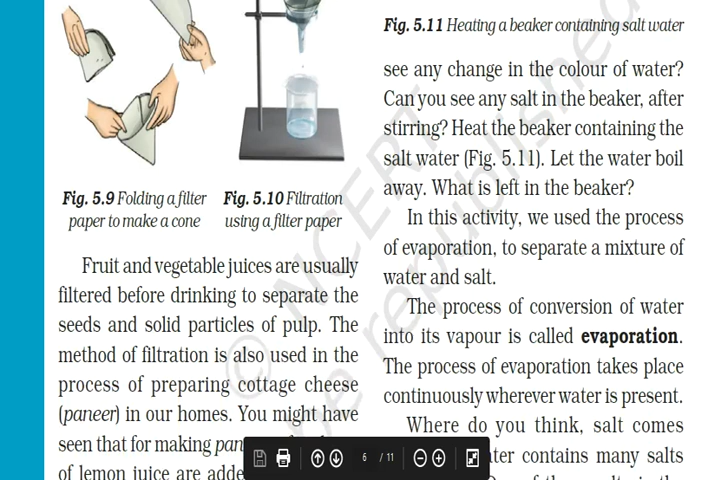 Fig. 5.9 Folding a filter
paper to make a cone
Fig. 5.10 Filtration
using a filter paper
Fruit and vegetable juices are usually
filtered before drinking to separate the
seeds and solid particles of pulp. The
method of filtration is also used in the
process of preparing cottage cheese
(paneer) in our homes. You might have
seen that for making
of lemon juice are
Fig. 5.11 Heating a beaker containing salt water
see any change in the colour of water?
Can you see any salt in the beaker, after
stirring? Heat the beaker containing the
salt water (Fig. 5.11). Let the water boil
away. What is left in the beaker?
In this activity, we used the process
of evaporation, to separate a mixture of
water and salt.
The process of conversion of water
into its vapour is called evaporation.
The process of evaporation takes place
continuously wherever water is present.
Where do you think, salt comes
contains many salts
© NCERT
be republished
6 / 11